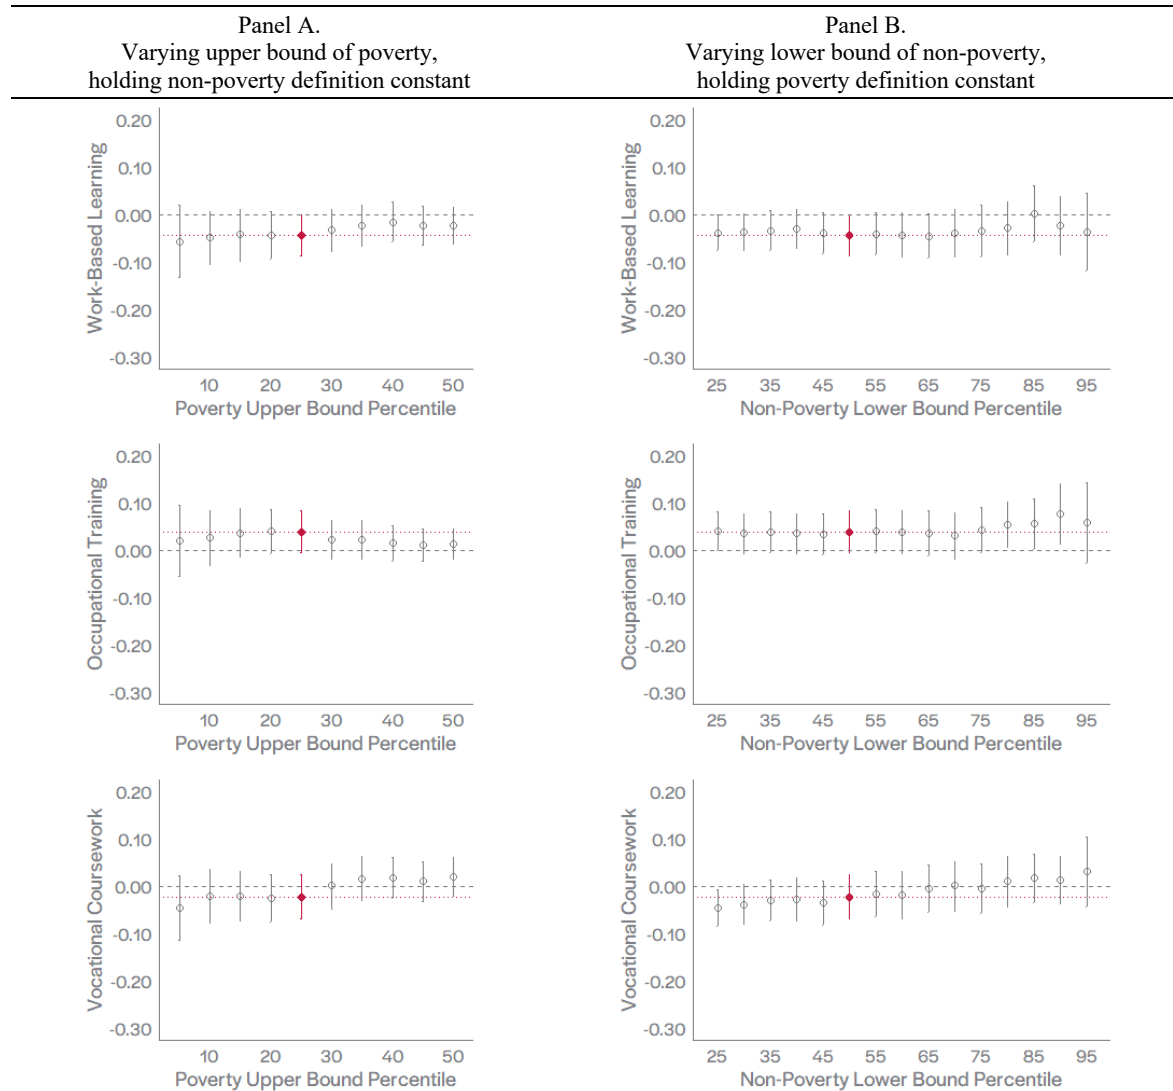 Panel A.
Varying upper bound of poverty,
holding non-poverty definition constant
Panel B.
Varying lower bound of non-poverty,
holding poverty definition constant
Work-Based Learning
0.20
0.10
0.00
-0.10
-0.20
-0.30
10 20 30 40 50
Poverty Upper Bound Percentile
Work-Based Learning
0.20
0.10
0.00
-0.10
-0.20
-0.30
25 35 45 55 65 75 85 95
Non-Poverty Lower Bound Percentile
Occupational Training
0.20
0.10
0.00
-0.10
-0.20
-0.30
10 20 30 40 50
Poverty Upper Bound Percentile
Occupational Training
0.20
0.10
0.00
-0.10
-0.20
-0.30
25 35 45 55 65 75 85 95
Non-Poverty Lower Bound Percentile
Vocational Coursework
0.20
0.10
0.00
-0.10
-0.20
-0.30
10 20 30 40 50
Poverty Upper Bound Percentile
Vocational Coursework
0.20
0.10
0.00
-0.10
-0.20
-0.30
25 35 45 55 65 75 85 95
Non-Poverty Lower Bound Percentile